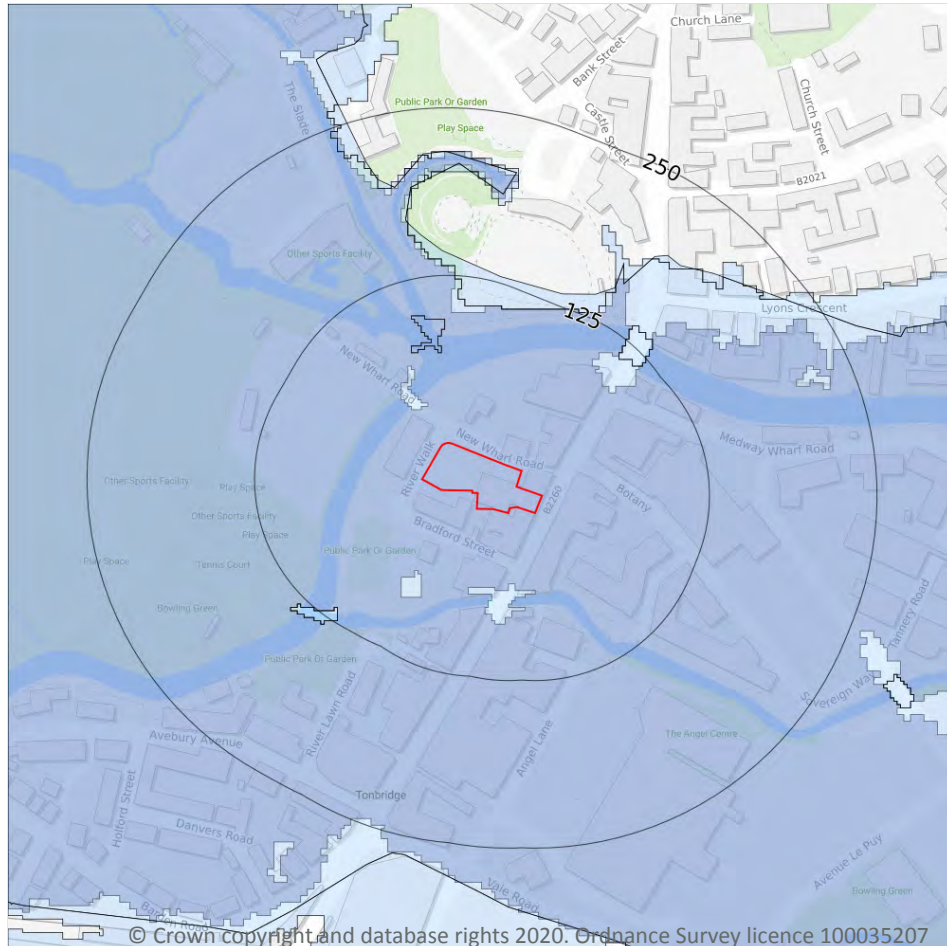 Church Lane
Bank Street
The Slade
Public Park Or Garden
Castle Street
Church Street
Play Space
250
B2021
Other Sports Facility
125
Lyons Crescent
New Wharf Road
New Wharf Road
Medway Wharf Road
River Walk
Other Sports Facility
Play Space
B2260
Botany
Other Sports Facility
Bradford Street
Play Space
Public Park Or Garden
Play Space
Tennis Court
Bowling Green
Tannery Road
Public Park Or Garden
Sovereign Way
River Lawn Road
Avebury Avenue
Angel Lane
The Angel Centre
Tonbridge
Holford Street
Danvers Road
Avenue Le Puy
Vale Road
Bowling Green
Barden Road
© Crown copyright and database rights 2020. Ordnance Survey licence 100035207